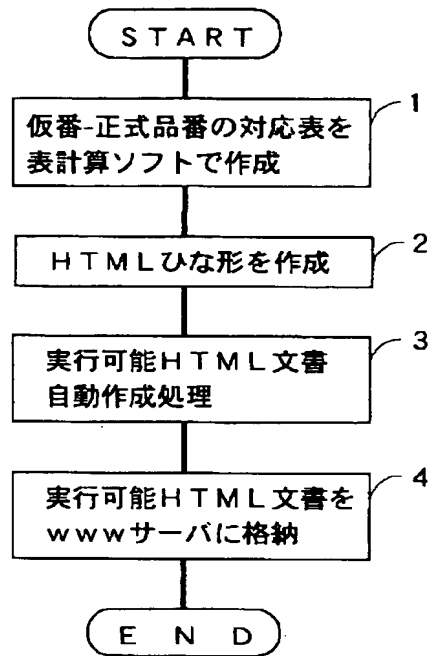 START
1
仮番-正式品番の対応表を
表計算ソフトで作成
2
HTMLひな形を作成
3
実行可能HTML文書
自動作成処理
4
実行可能HTML文書を
wwwサーバに格納
END